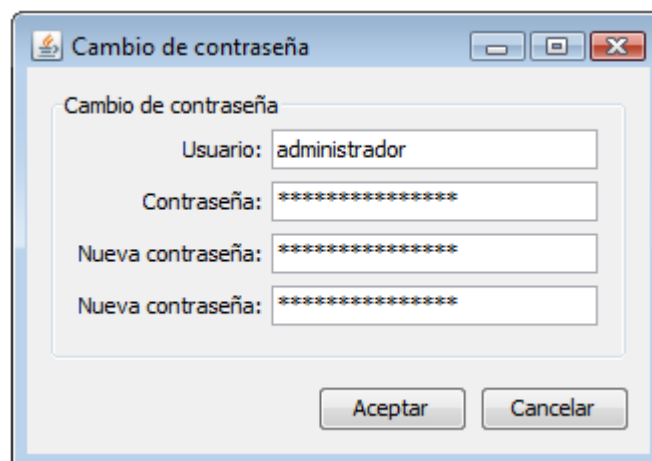 Cambio de contraseña
Cambio de contraseña
Usuario: administrador
Contraseña: ***************
Nueva contraseña: ***************
Nueva contraseña: ***************
Aceptar Cancelar